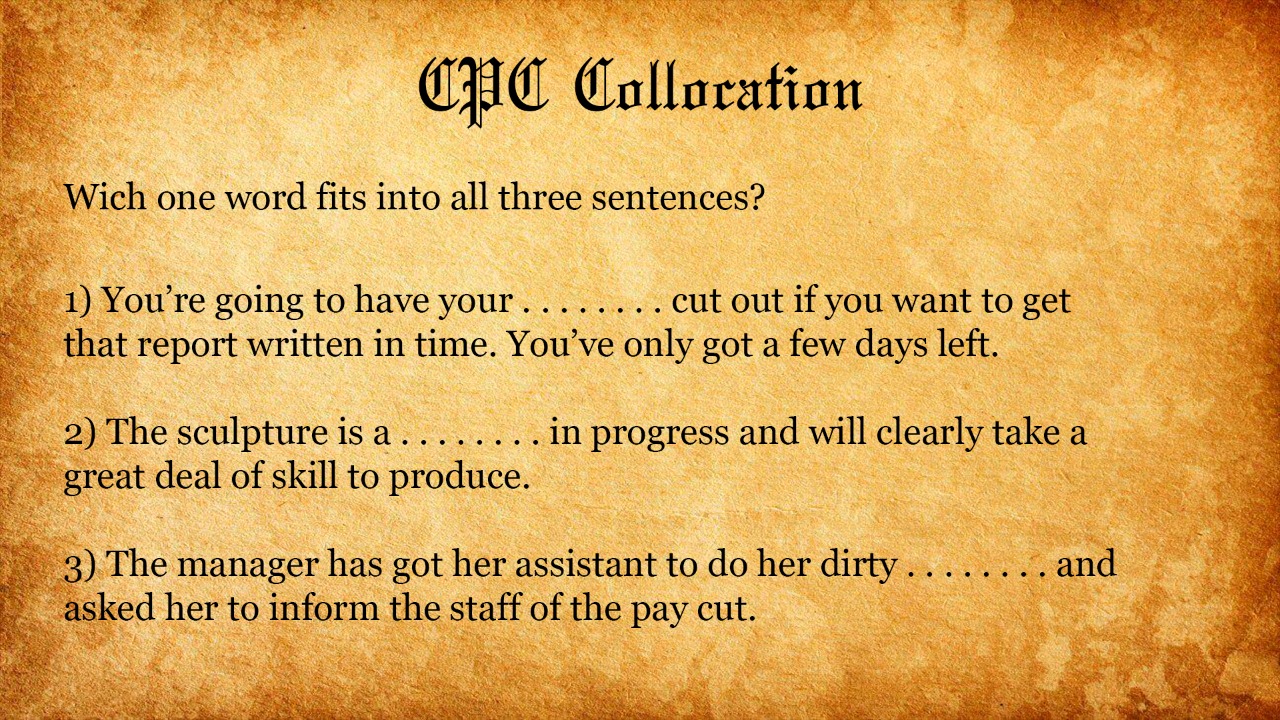 CPC Collocation
Wich one word fits into all three sentences?
1) You’re going to have your . . . . . . . . cut out if you want to get
that report written in time. You’ve only got a few days left.
2) The sculpture is a . . . . . . . . in progress and will clearly take a
great deal of skill to produce.
3) The manager has got her assistant to do her dirty . . . . . . . . and
asked her to inform the staff of the pay cut.